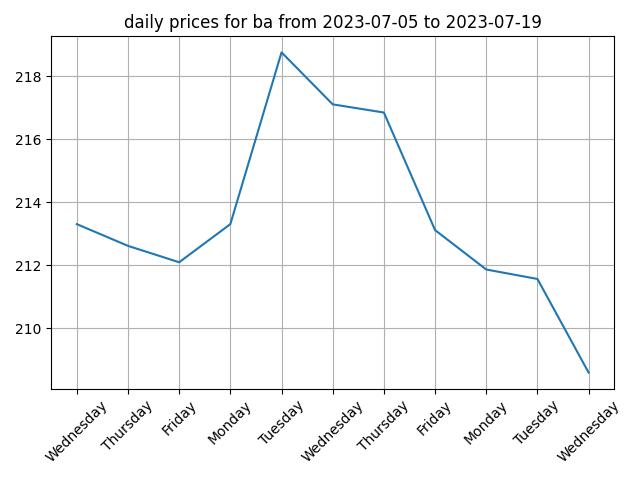 daily prices for ba from 2023-07-05 to 2023-07-19
218
216
214
212
210
Wednesday
Thursday
Friday
Monday
Tuesday
Wednesday
Thursday
Friday
Monday
Tuesday
Wednesday